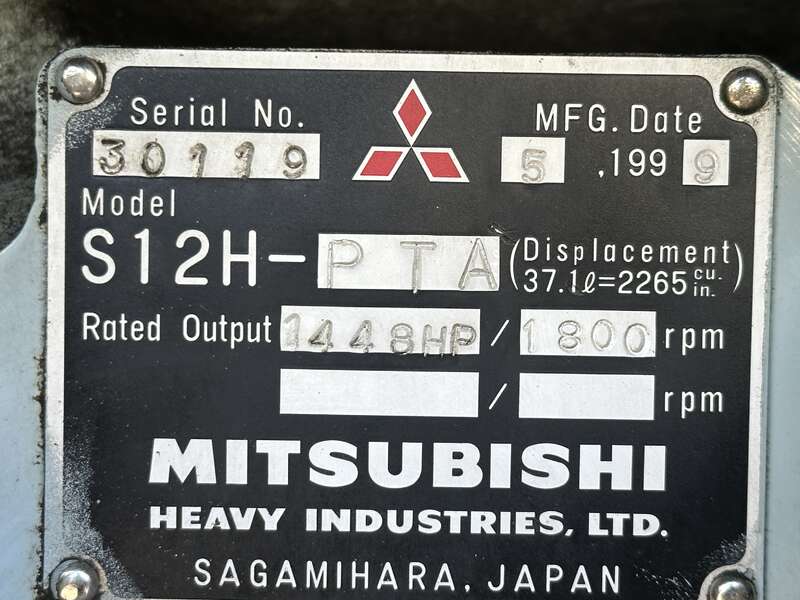 Serial No. MFG. Date
30119 5 ,1999
Model
S12H-PTA (Displacement
37.1ℓ=2265 cu. in.)
Rated Output 1448HP / 1800 rpm
/ rpm
MITSUBISHI
HEAVY INDUSTRIES, LTD.
SAGAMIHARA, JAPAN